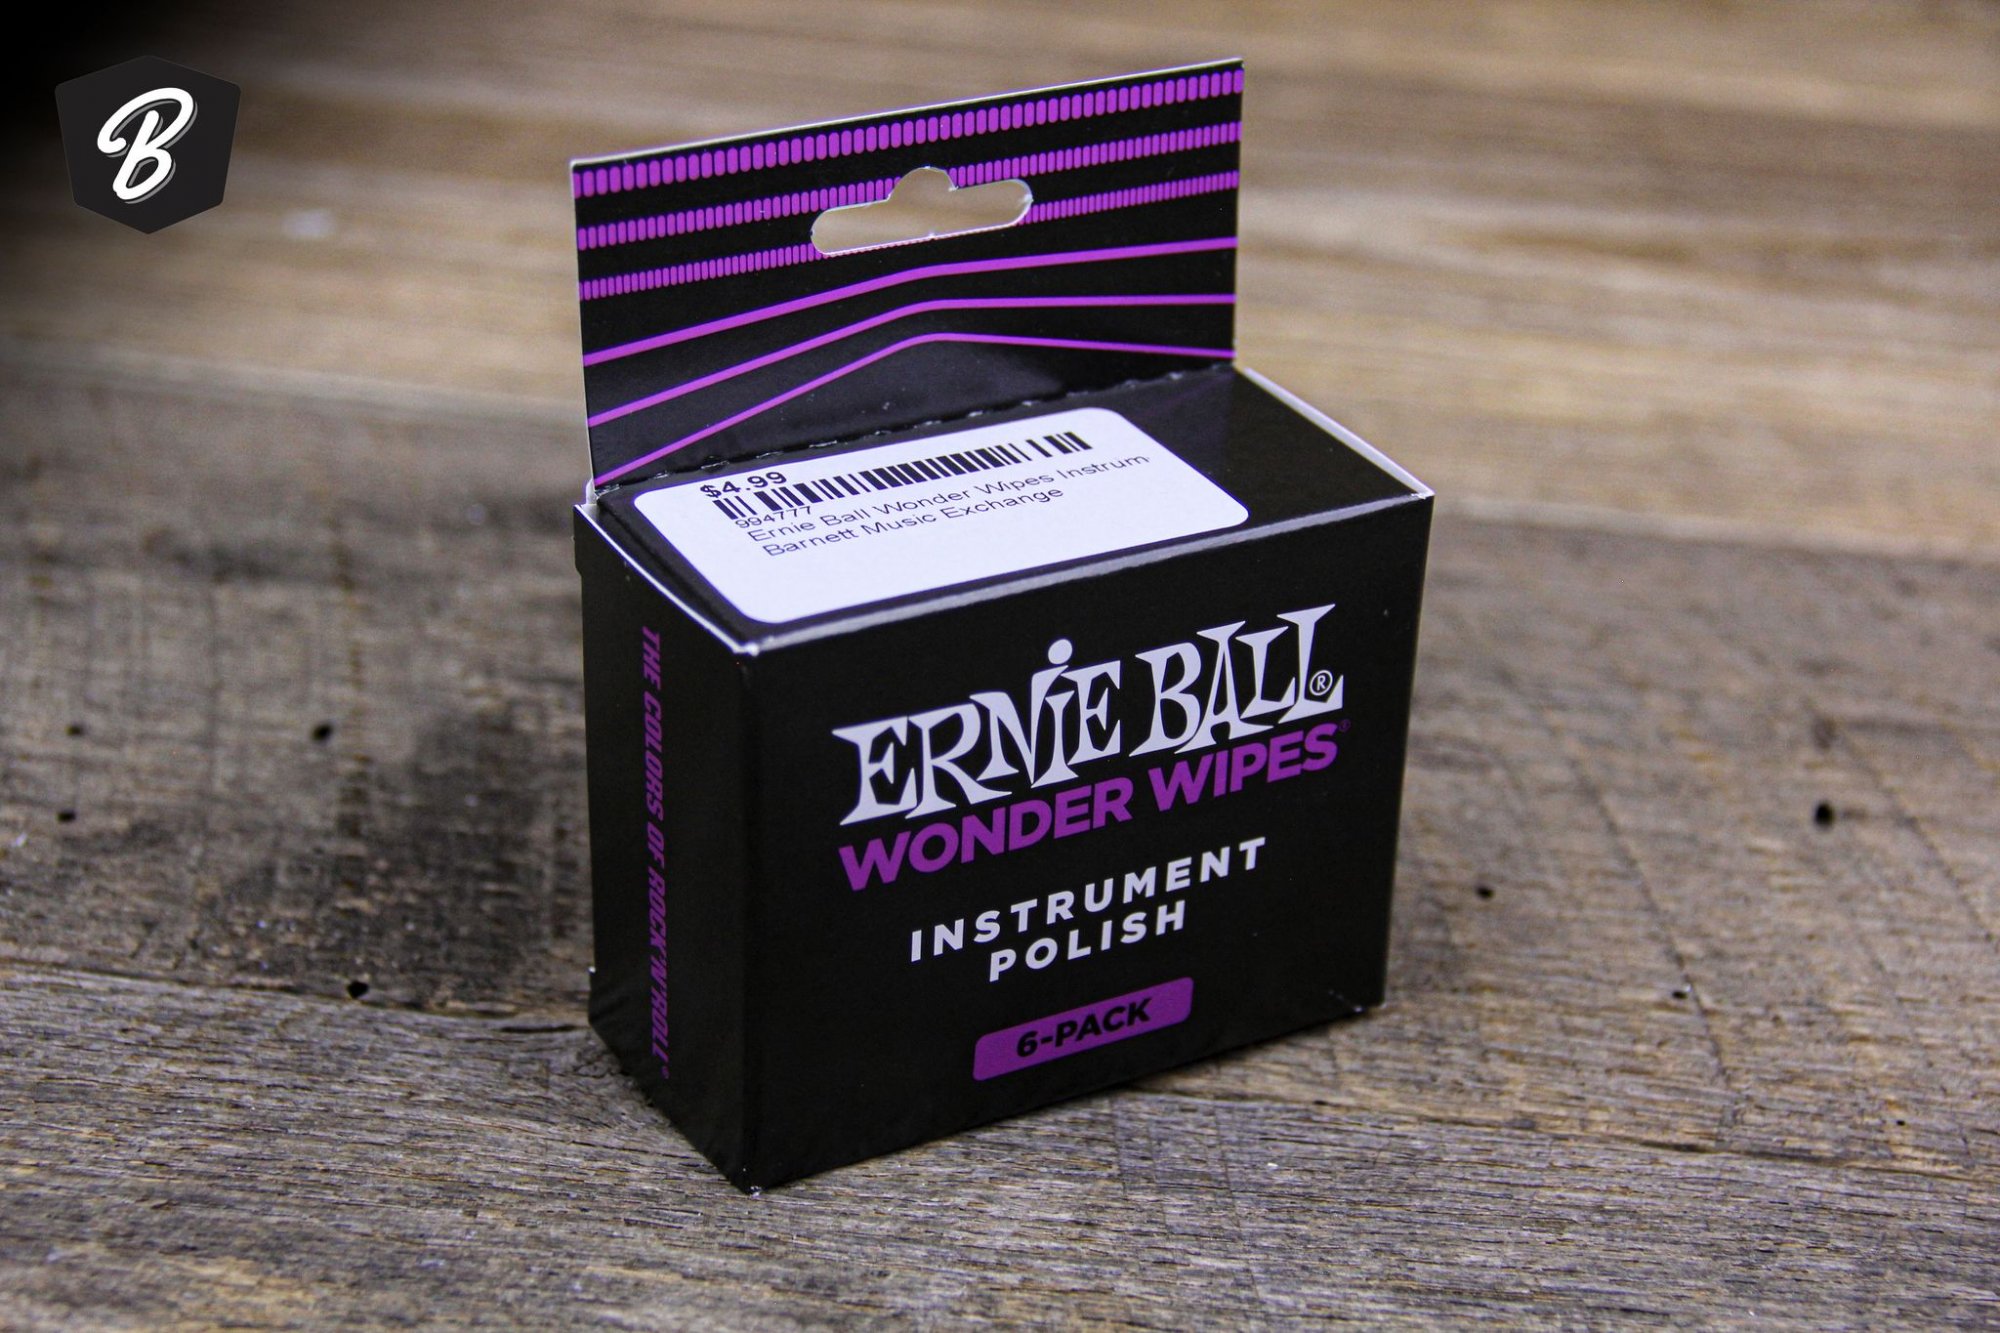 B
$4.99
994777
Ernie Ball Wonder Wipes Instrum
Barnett Music Exchange
ERNIE BALL®
WONDER WIPES®
INSTRUMENT
POLISH
6-PACK
THE COLORS OF ROCK'N'ROLL®